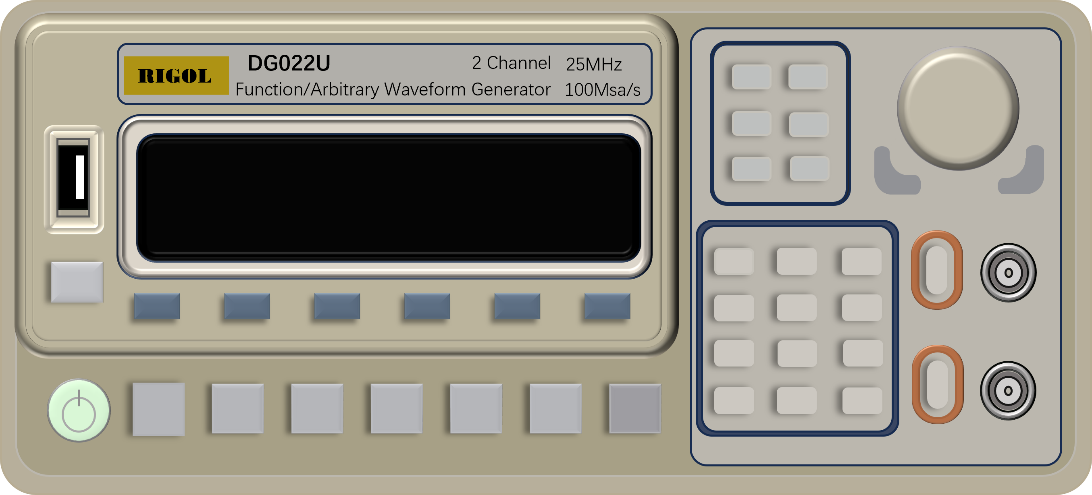 RIGOL
DG022U
2 Channel 25MHz
Function/Arbitrary Waveform Generator 100Msa/s